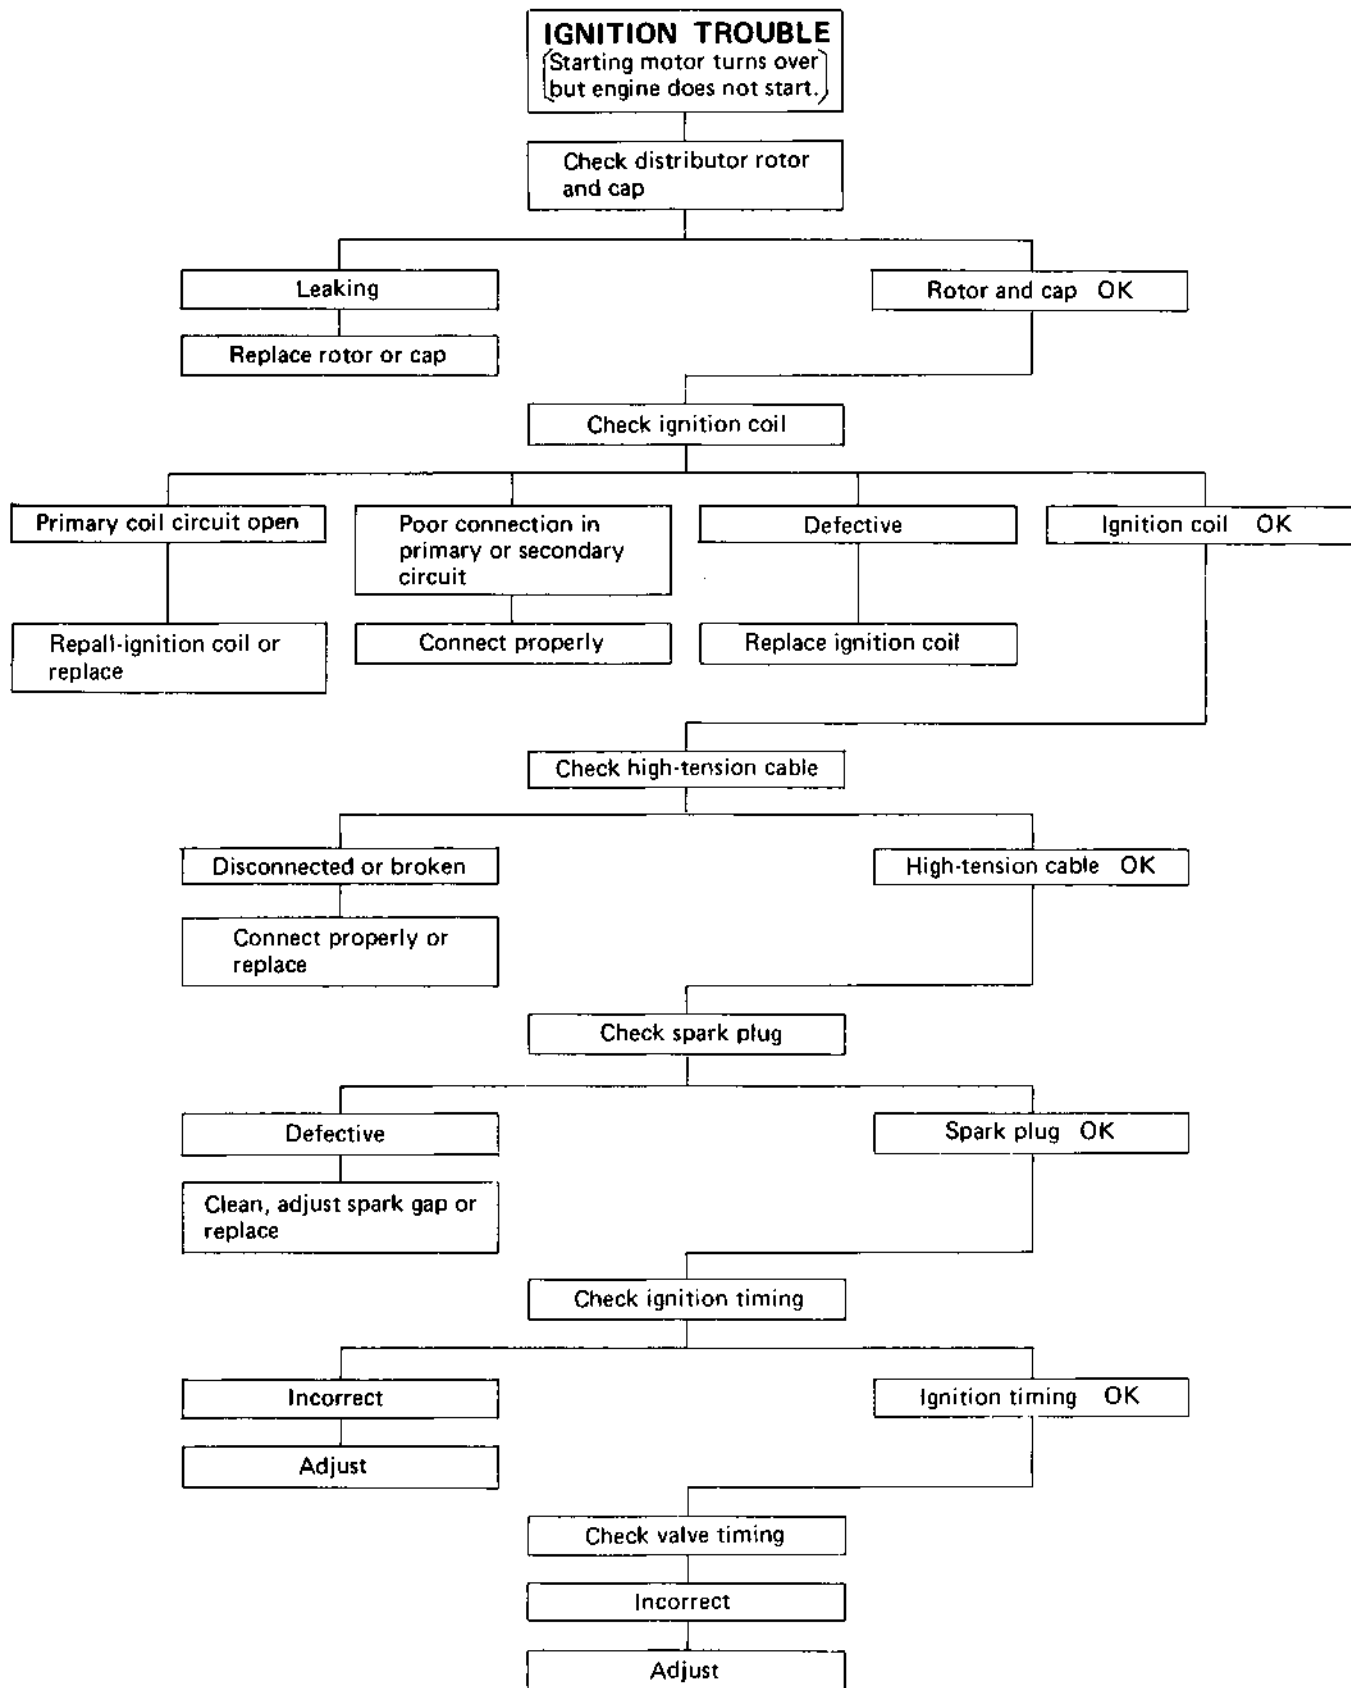 IGNITION TROUBLE
(Starting motor turns over
but engine does not start.)
Check distributor rotor
and cap
Leaking
Rotor and cap OK
Replace rotor or cap
Check ignition coil
Primary coil circuit open
Poor connection in
primary or secondary
circuit
Defective
Ignition coil OK
Repall-ignition coil or
replace
Connect properly
Replace ignition coil
Check high-tension cable
Disconnected or broken
High-tension cable OK
Connect properly or
replace
Check spark plug
Defective
Spark plug OK
Clean, adjust spark gap or
replace
Check ignition timing
Incorrect
Ignition timing OK
Adjust
Check valve timing
Incorrect
Adjust